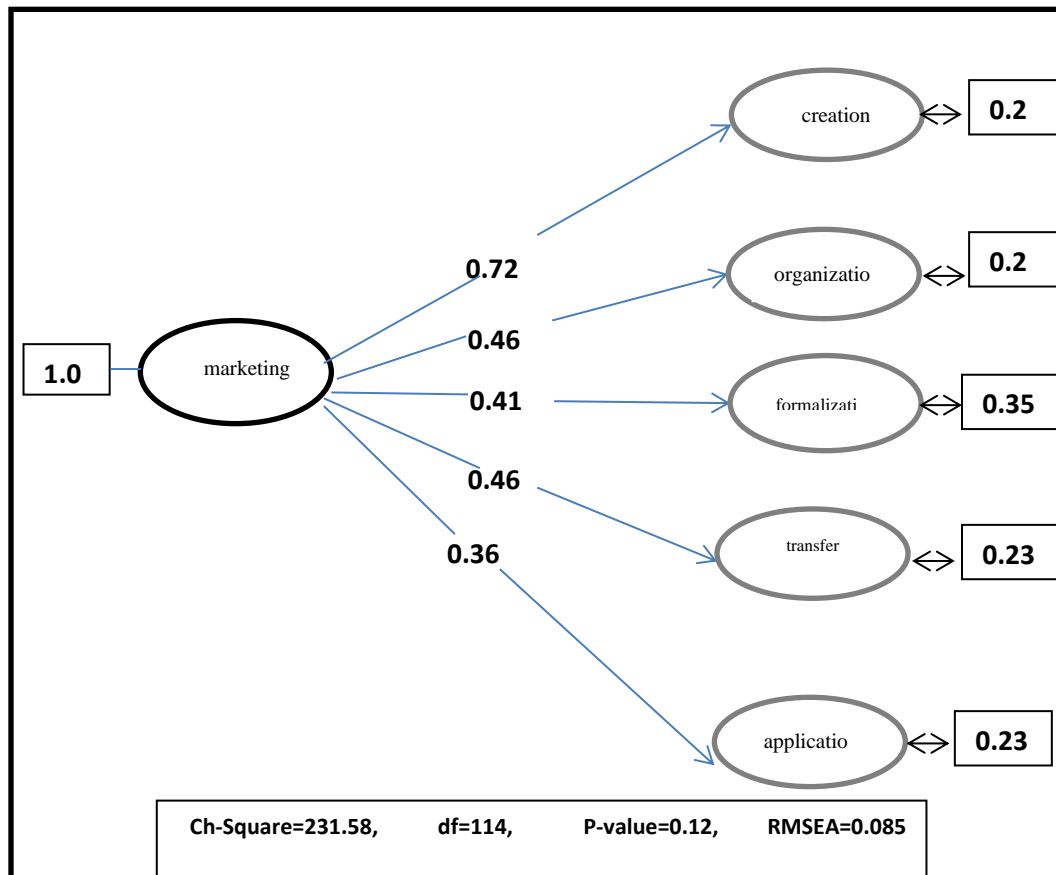 creation
0.2
0.72
organizatio
0.2
0.46
marketing
1.0
0.41
formalizati
0.35
0.46
transfer
0.23
0.36
applicatio
0.23
Ch-Square=231.58, df=114, P-value=0.12, RMSEA=0.085